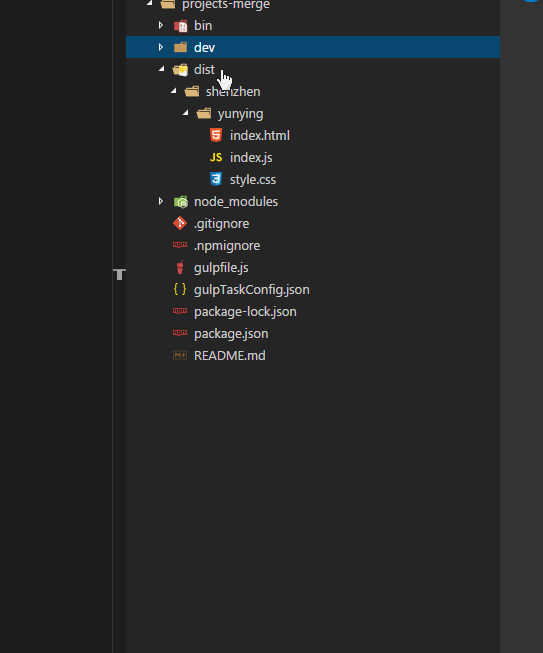 projects-merge
bin
dev
dist
shenzhen
yunying
index.html
JS index.js
style.css
node_modules
.gitignore
.npmignore
gulpfile.js
{ } gulpTaskConfig.json
package-lock.json
package.json
README.md